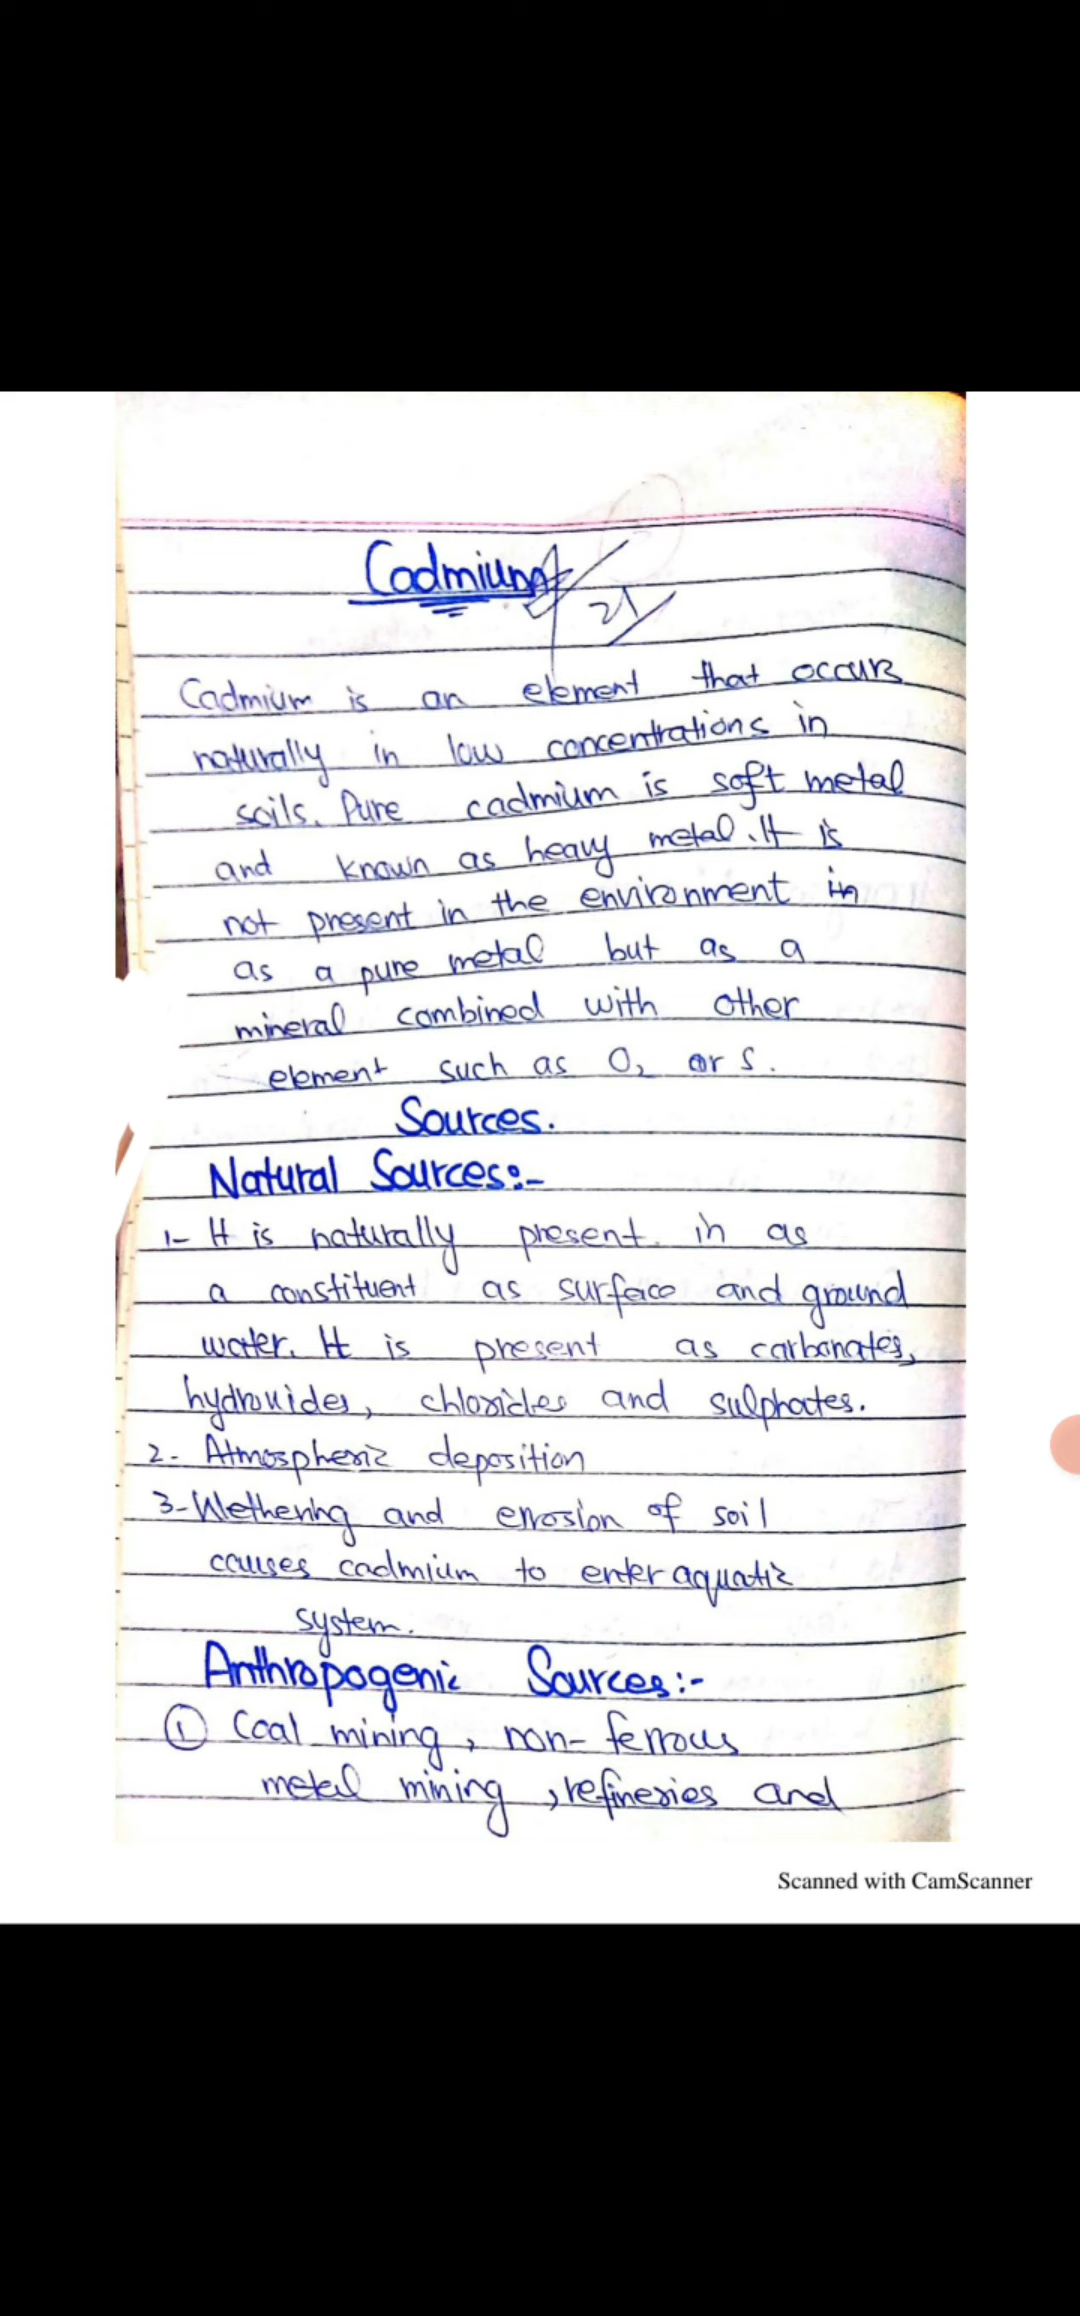 Cadmium
21
Cadmium is an element that occurs
naturally in low concentrations in
soils. Pure cadmium is soft metal
and known as heavy metal. It is
not present in the environment in
as a pure metal but as a
mineral combined with other
element such as O₂ or S.
Sources.
Natural Sources:-
1- It is naturally present in as
a constituent as surface and ground
water. It is present as carbonates,
hydroxides, chlorides and sulphates.
2- Atmospheric deposition
3- Wethering and errosion of soil
causes cadmium to enter aquatic
system.
Anthropogenic Sources:-
① Coal mining, non-ferrous
metal mining, refineries and
Scanned with CamScanner